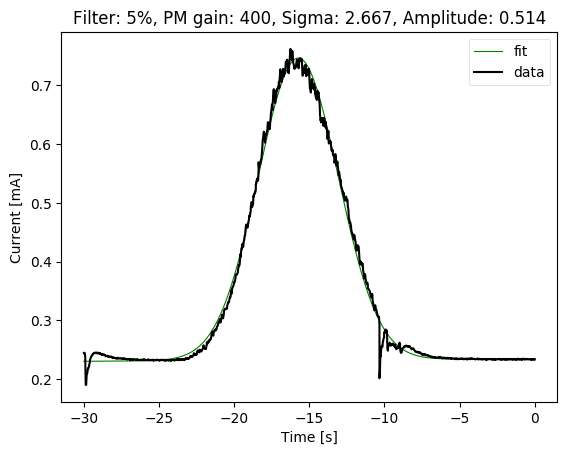 Filter: 5%, PM gain: 400, Sigma: 2.667, Amplitude: 0.514
fit
data
0.7
0.6
0.5
0.4
0.3
0.2
Current [mA]
−30
−25
−20
−15
−10
−5
0
Time [s]